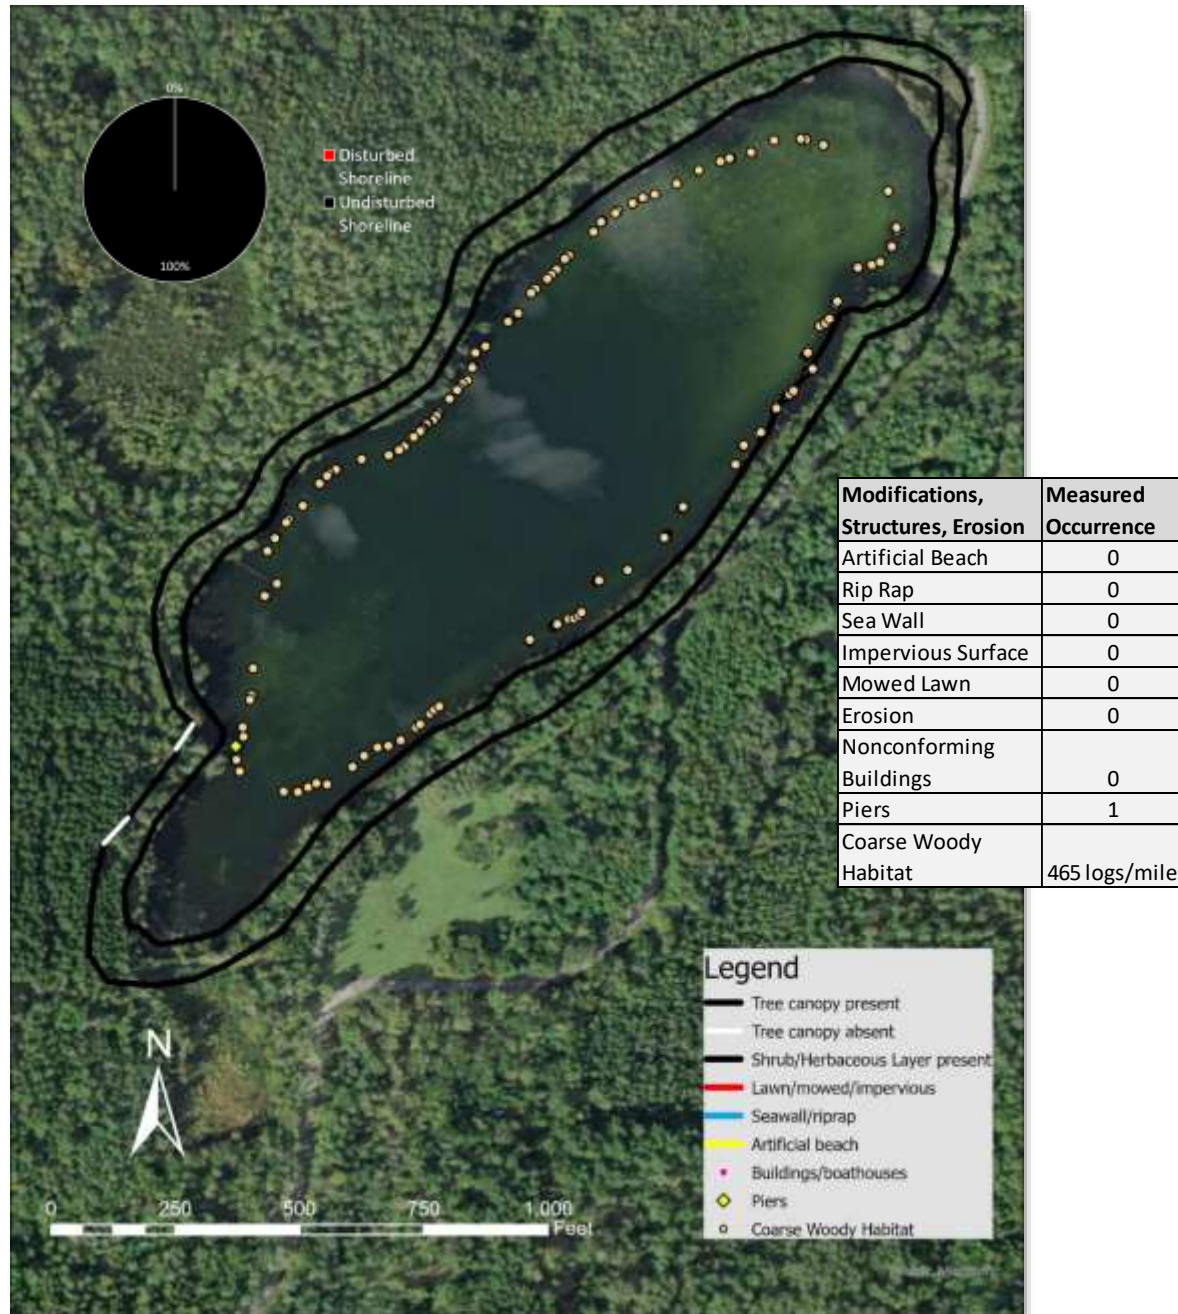 0%
100%
Disturbed
Shoreline
Undisturbed
Shoreline
Modifications,
Structures, Erosion
Measured
Occurrence
Artificial Beach 0
Rip Rap 0
Sea Wall 0
Impervious Surface 0
Mowed Lawn 0
Erosion 0
Nonconforming
Buildings 0
Piers 1
Coarse Woody
Habitat 465 logs/mile
Legend
Tree canopy present
Tree canopy absent
Shrub/Herbaceous Layer present
Lawn/mowed/impervious
Seawall/riprap
Artificial beach
Buildings/boathouses
Piers
Coarse Woody Habitat
N
0 250 500 750 1,000
Feet